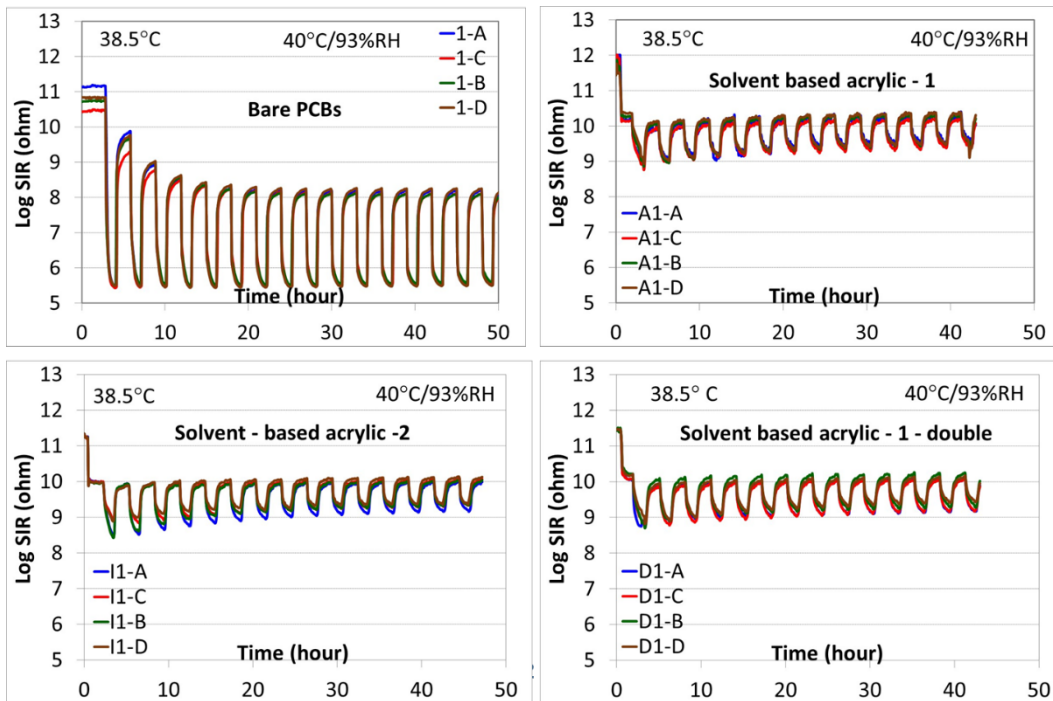 13
12
11
10
9
8
7
6
5
Log SIR (ohm)
38.5°C
40°C/93%RH
Bare PCBs
1-A
1-C
1-B
1-D
Time (hour)
0 10 20 30 40 50
13
12
11
10
9
8
7
6
5
Log SIR (ohm)
38.5°C
40°C/93%RH
Solvent based acrylic - 1
A1-A
A1-C
A1-B
A1-D
Time (hour)
0 10 20 30 40 50
13
12
11
10
9
8
7
6
5
Log SIR (ohm)
38.5°C
40°C/93%RH
Solvent - based acrylic -2
I1-A
I1-C
I1-B
I1-D
Time (hour)
0 10 20 30 40 50
13
12
11
10
9
8
7
6
5
Log SIR (ohm)
38.5° C
40°C/93%RH
Solvent based acrylic - 1 - double
D1-A
D1-C
D1-B
D1-D
Time (hour)
0 10 20 30 40 50